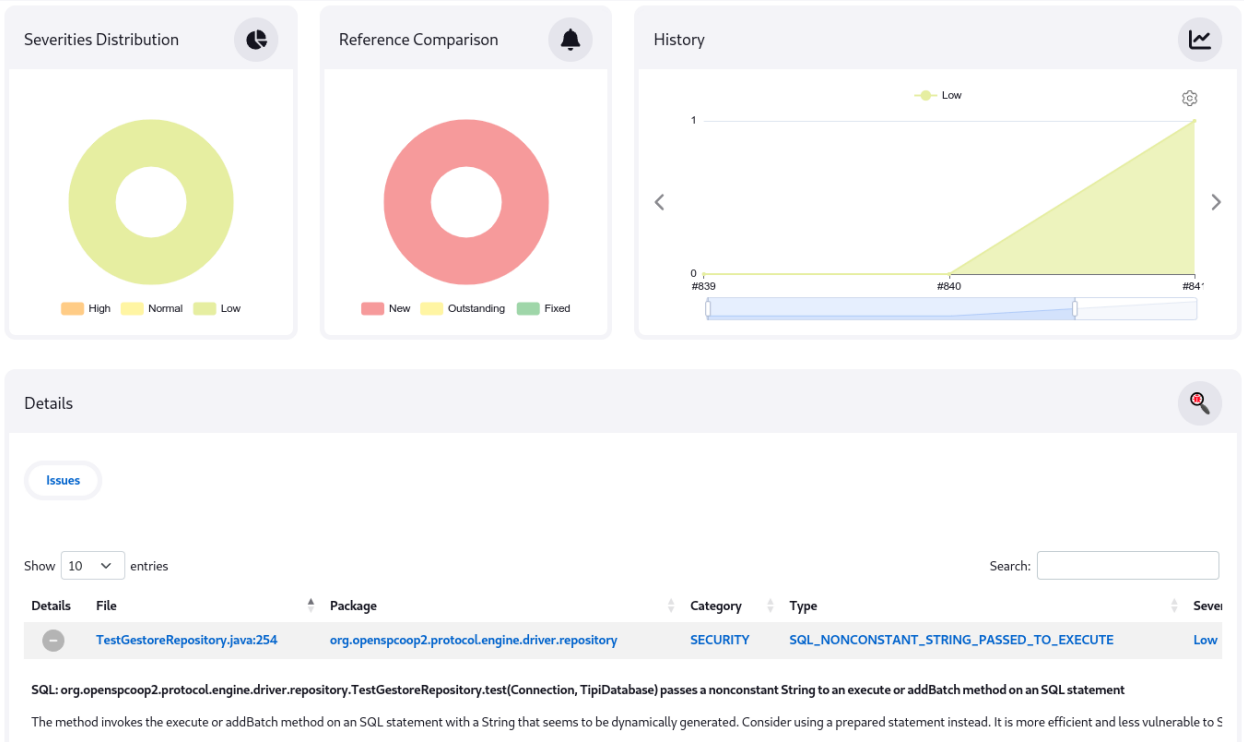 Severities Distribution
Reference Comparison
History
High Normal Low
New Outstanding Fixed
Low
1
0
#839 #840
Details
Issues
Show 10 entries
Search:
Details File Package Category Type
TestGestoreRepository.java:254 org.openspcoop2.protocol.engine.driver.repository SECURITY SQL_NONCONSTANT_STRING_PASSED_TO_EXECUTE Low
SQL: org.openspcoop2.protocol.engine.driver.repository.TestGestoreRepository.test(Connection, TipiDatabase) passes a nonconstant String to an execute or addBatch method on an SQL statement
The method invokes the execute or addBatch method on an SQL statement with a String that seems to be dynamically generated. Consider using a prepared statement instead. It is more efficient and less vulnerable to